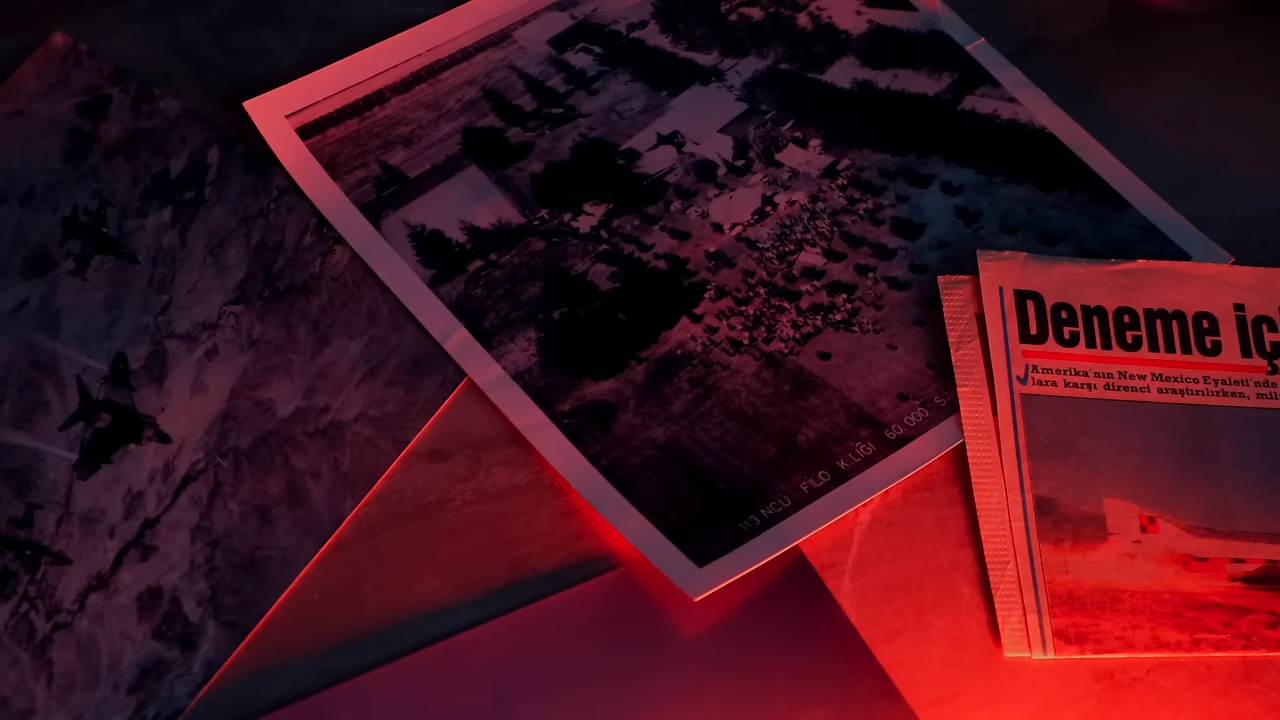 113 NCÜ FİLO K.LIĞI 60.000
Deneme iç
Amerika'nın New Mexico Eyaleti'nde
lara karşı direnci araştırılırken, mil